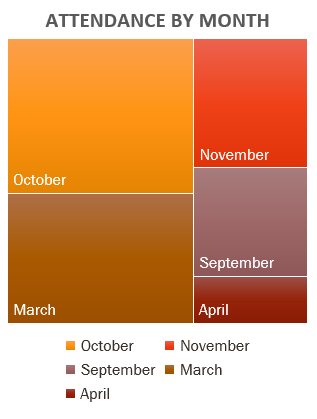 ATTENDANCE BY MONTH
November
October
September
March
April
October
November
September
March
April